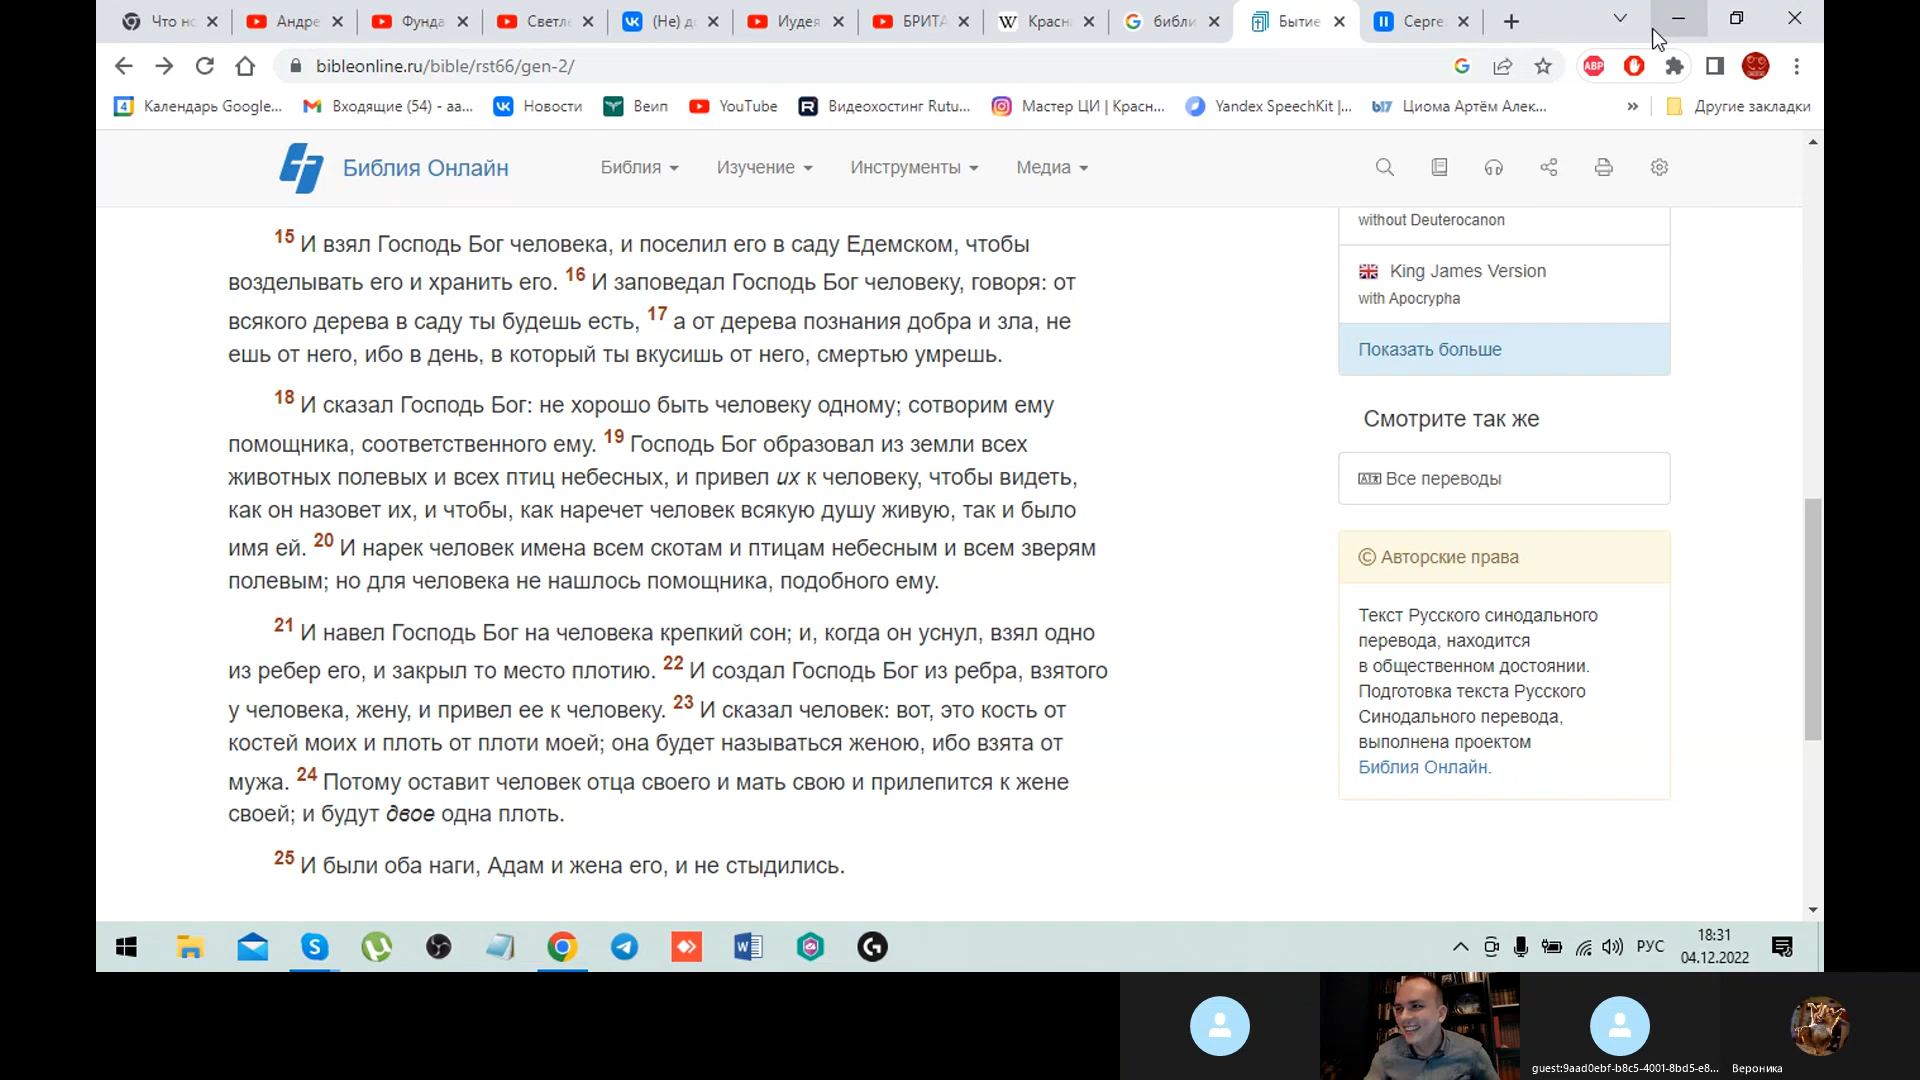 Что но
Андре
Фунда
Светле
(Не) д
Иудея
БРИТА
Красн
библи
Бытие
Серге
bibleonline.ru/bible/rst66/gen-2/
Календарь Google...
Входящие (54) - aa...
Новости
Веип
YouTube
Видеохостинг Rutu...
Мастер ЦИ | Красн...
Yandex SpeechKit |...
Циома Артём Алек...
»
Другие закладки
Библия Онлайн
Библия
Изучение
Инструменты
Медиа
15 И взял Господь Бог человека, и поселил его в саду Едемском, чтобы
возделывать его и хранить его. 16 И заповедал Господь Бог человеку, говоря: от
всякого дерева в саду ты будешь есть, 17 а от дерева познания добра и зла, не
ешь от него, ибо в день, в который ты вкусишь от него, смертью умрешь.
18 И сказал Господь Бог: не хорошо быть человеку одному; сотворим ему
помощника, соответственного ему. 19 Господь Бог образовал из земли всех
животных полевых и всех птиц небесных, и привел их к человеку, чтобы видеть,
как он назовет их, и чтобы, как наречет человек всякую душу живую, так и было
имя ей. 20 И нарек человек имена всем скотам и птицам небесным и всем зверям
полевым; но для человека не нашлось помощника, подобного ему.
21 И навел Господь Бог на человека крепкий сон; и, когда он уснул, взял одно
из ребер его, и закрыл то место плотию. 22 И создал Господь Бог из ребра, взятого
у человека, жену, и привел ее к человеку. 23 И сказал человек: вот, это кость от
костей моих и плоть от плоти моей; она будет называться женою, ибо взята от
мужа. 24 Потому оставит человек отца своего и мать свою и прилепится к жене
своей; и будут двое одна плоть.
25 И были оба наги, Адам и жена его, и не стыдились.
without Deuterocanon
King James Version
with Apocrypha
Показать больше
Смотрите так же
Все переводы
© Авторские права
Текст Русского синодального
перевода, находится
в общественном достоянии.
Подготовка текста Русского
Синодального перевода,
выполнена проектом
Библия Онлайн.
РУС
18:31
04.12.2022
guest:9aad0ebf-b8c5-4001-8bd5-e8...
Вероника